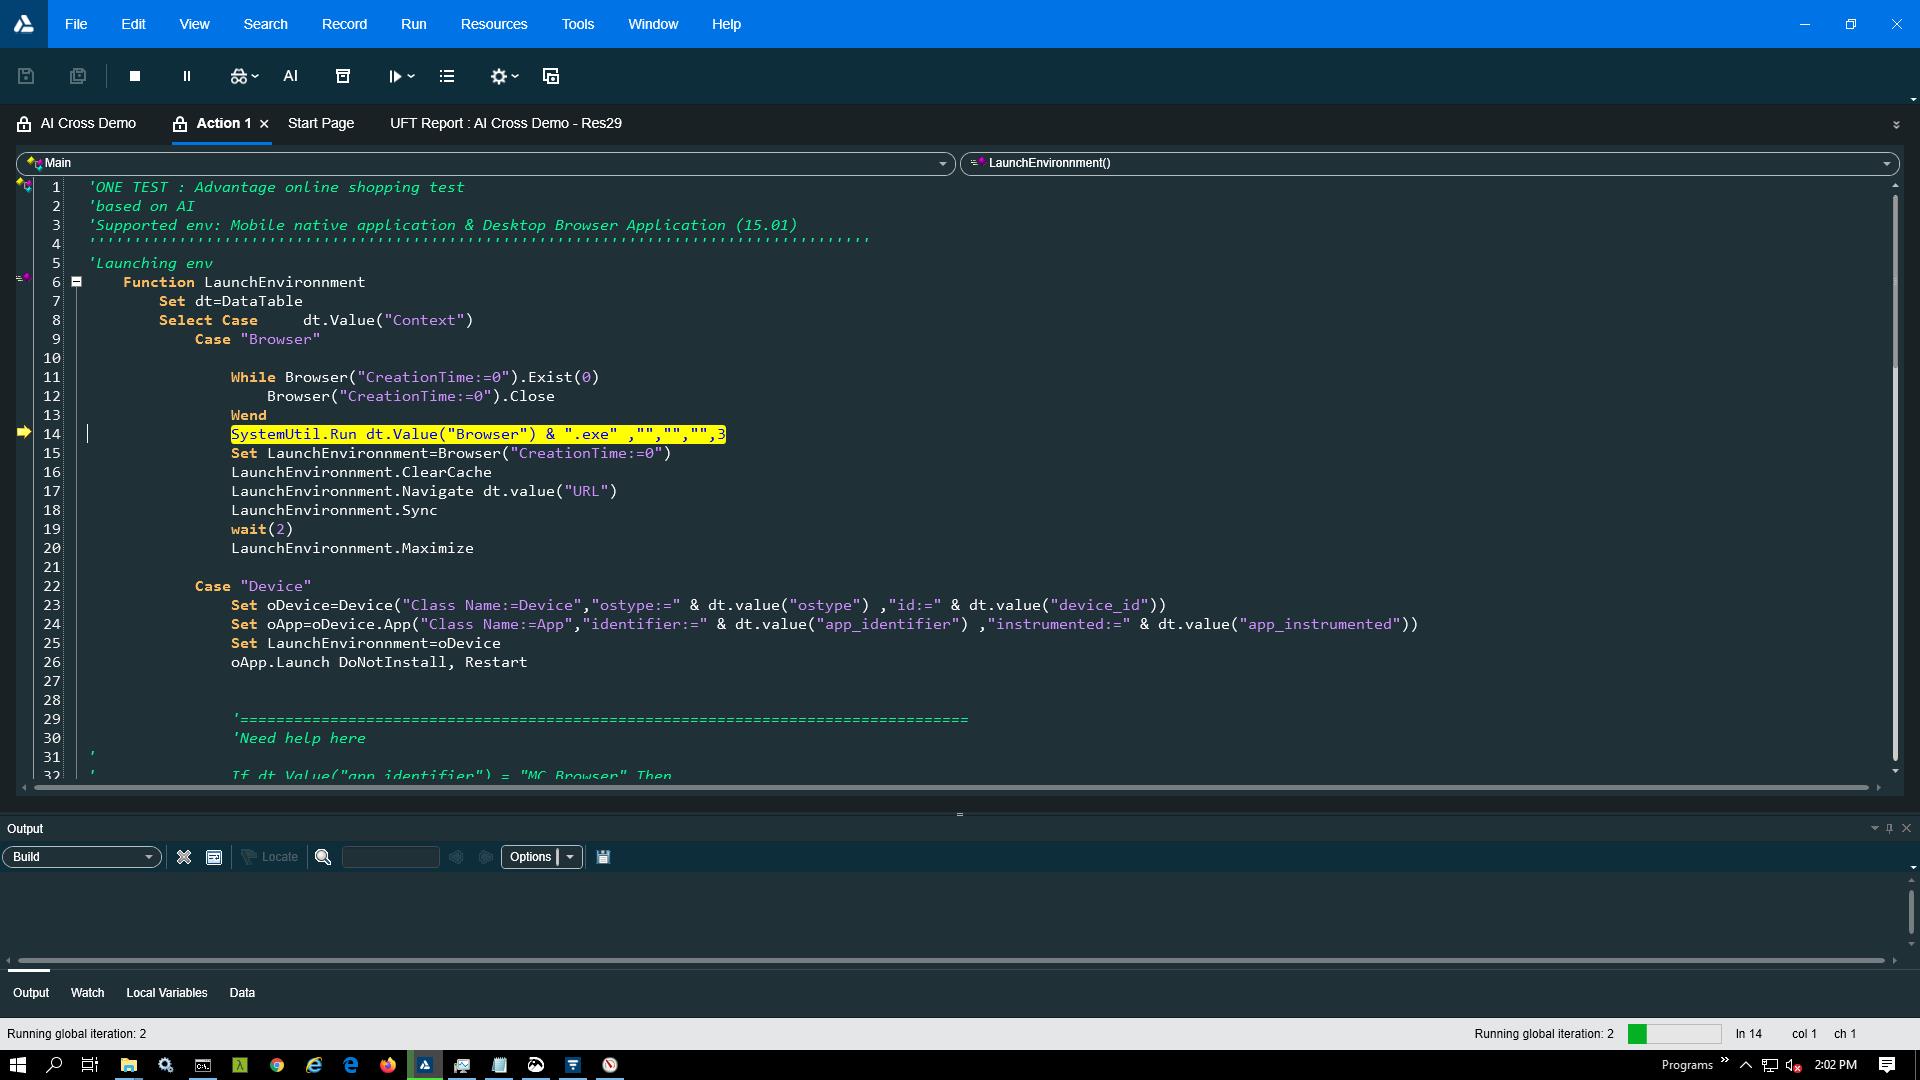 File Edit View Search Record Run Resources Tools Window Help
AI
AI Cross Demo Action 1 Start Page UFT Report : AI Cross Demo - Res29
Main LaunchEnvironnment()
1 'ONE TEST : Advantage online shopping test
2 'based on AI
3 'Supported env: Mobile native application & Desktop Browser Application (15.01)
4 '''''''''''''''''''''''''''''''''''''''''''''''''''''''''''''''''''''''''''''''''''''''
5 'Launching env
6 Function LaunchEnvironnment
7 Set dt=DataTable
8 Select Case dt.Value("Context")
9 Case "Browser"
10
11 While Browser("CreationTime:=0").Exist(0)
12 Browser("CreationTime:=0").Close
13 Wend
14 SystemUtil.Run dt.Value("Browser") & ".exe" ,"","","",3
15 Set LaunchEnvironnment=Browser("CreationTime:=0")
16 LaunchEnvironnment.ClearCache
17 LaunchEnvironnment.Navigate dt.value("URL")
18 LaunchEnvironnment.Sync
19 wait(2)
20 LaunchEnvironnment.Maximize
21
22 Case "Device"
23 Set oDevice=Device("Class Name:=Device","ostype:=" & dt.value("ostype") ,"id:=" & dt.value("device_id"))
24 Set oApp=oDevice.App("Class Name:=App","identifier:=" & dt.value("app_identifier") ,"instrumented:=" & dt.value("app_instrumented"))
25 Set LaunchEnvironnment=oDevice
26 oApp.Launch DoNotInstall, Restart
27
28
29 '=================================================================================
30 'Need help here
31 '
32 ' If dt.Value("app_identifier") = "MC Browser" Then
Output
Build Locate Options
Output Watch Local Variables Data
Running global iteration: 2 Running global iteration: 2 ln 14 col 1 ch 1
Programs 2:02 PM